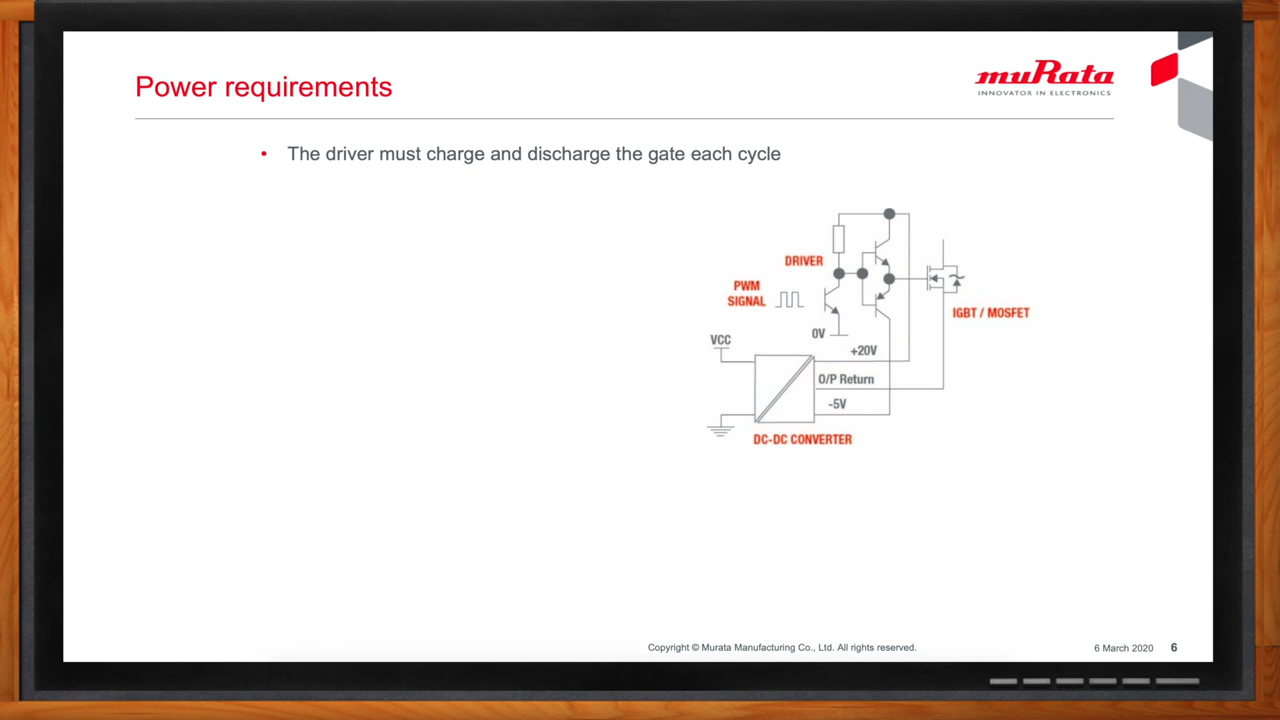 Power requirements
muRata
INNOVATOR IN ELECTRONICS
• The driver must charge and discharge the gate each cycle
DRIVER
PWM
SIGNAL
IGBT / MOSFET
0V
VCC
+20V
O/P Return
-5V
DC-DC CONVERTER
Copyright © Murata Manufacturing Co., Ltd. All rights reserved.
6 March 2020
6